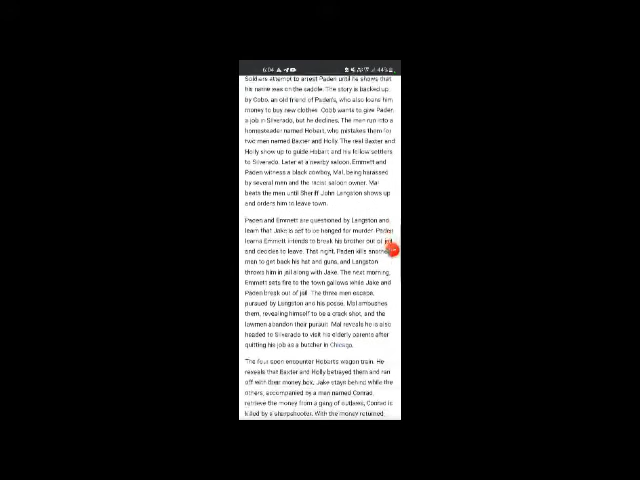 6:04
44%
Soldiers attempt to arrest Paden until he shows that
his name was on the saddle. The story is backed up
by Cobb, an old friend of Paden's, who also loans him
money to buy new clothes. Cobb wants to give Paden
a job in Silverado, but he declines. The men run into a
homesteader named Hobart, who mistakes them for
two men named Baxter and Holly. The real Baxter and
Holly show up to guide Hobart and his fellow settlers
to Silverado. Later at a nearby saloon, Emmett and
Paden witness a black cowboy, Mal, being harassed
by several men and the racist saloon owner. Mal
beats the men until Sheriff John Langston shows up
and orders him to leave town.
Paden and Emmett are questioned by Langston and
learn that Jake is set to be hanged for murder. Paden
learns Emmett intends to break his brother out of jail
and decides to leave. That night, Paden kills another
man to get back his hat and guns, and Langston
throws him in jail along with Jake. The next morning,
Emmett sets fire to the town gallows while Jake and
Paden break out of jail. The three men escape,
pursued by Langston and his posse. Mal ambushes
them, revealing himself to be a crack shot, and the
lawmen abandon their pursuit. Mal reveals he is also
headed to Silverado to visit his elderly parents after
quitting his job as a butcher in Chicago.
The four soon encounter Hobart's wagon train. He
reveals that Baxter and Holly betrayed them and ran
off with their money box. Jake stays behind while the
others, accompanied by a man named Conrad,
retrieve the money from a gang of outlaws; Conrad is
killed by a sharpshooter. With the money returned